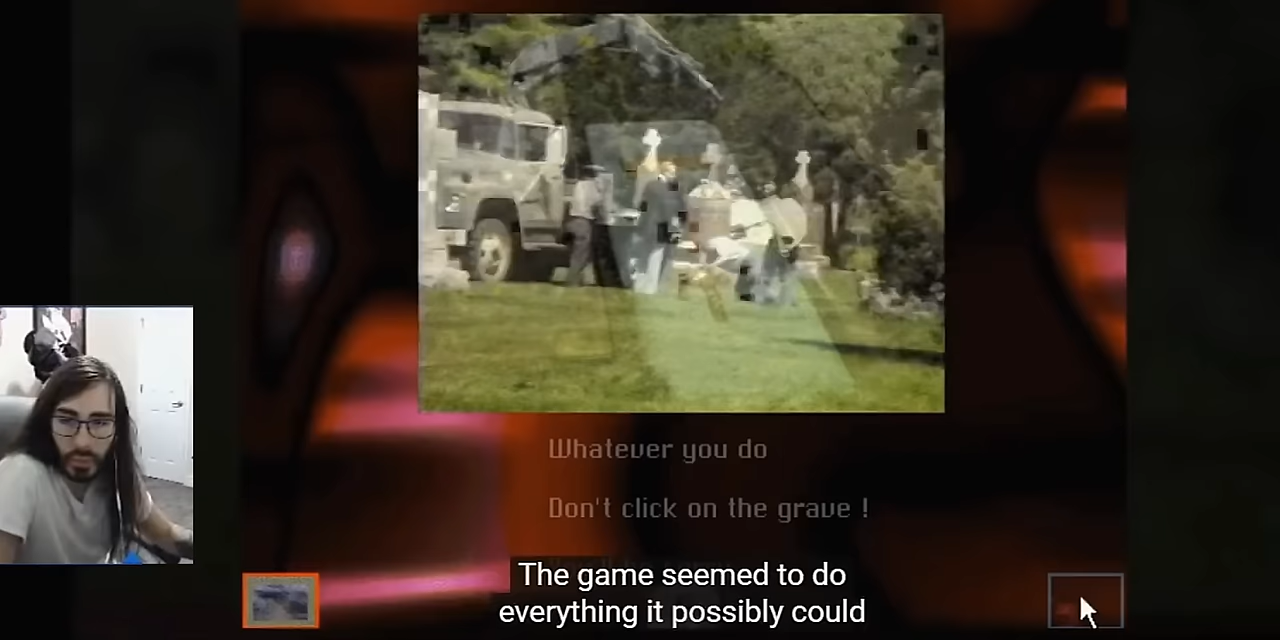 Whatever you do
Don't click on the grave !
The game seemed to do
everything it possibly could